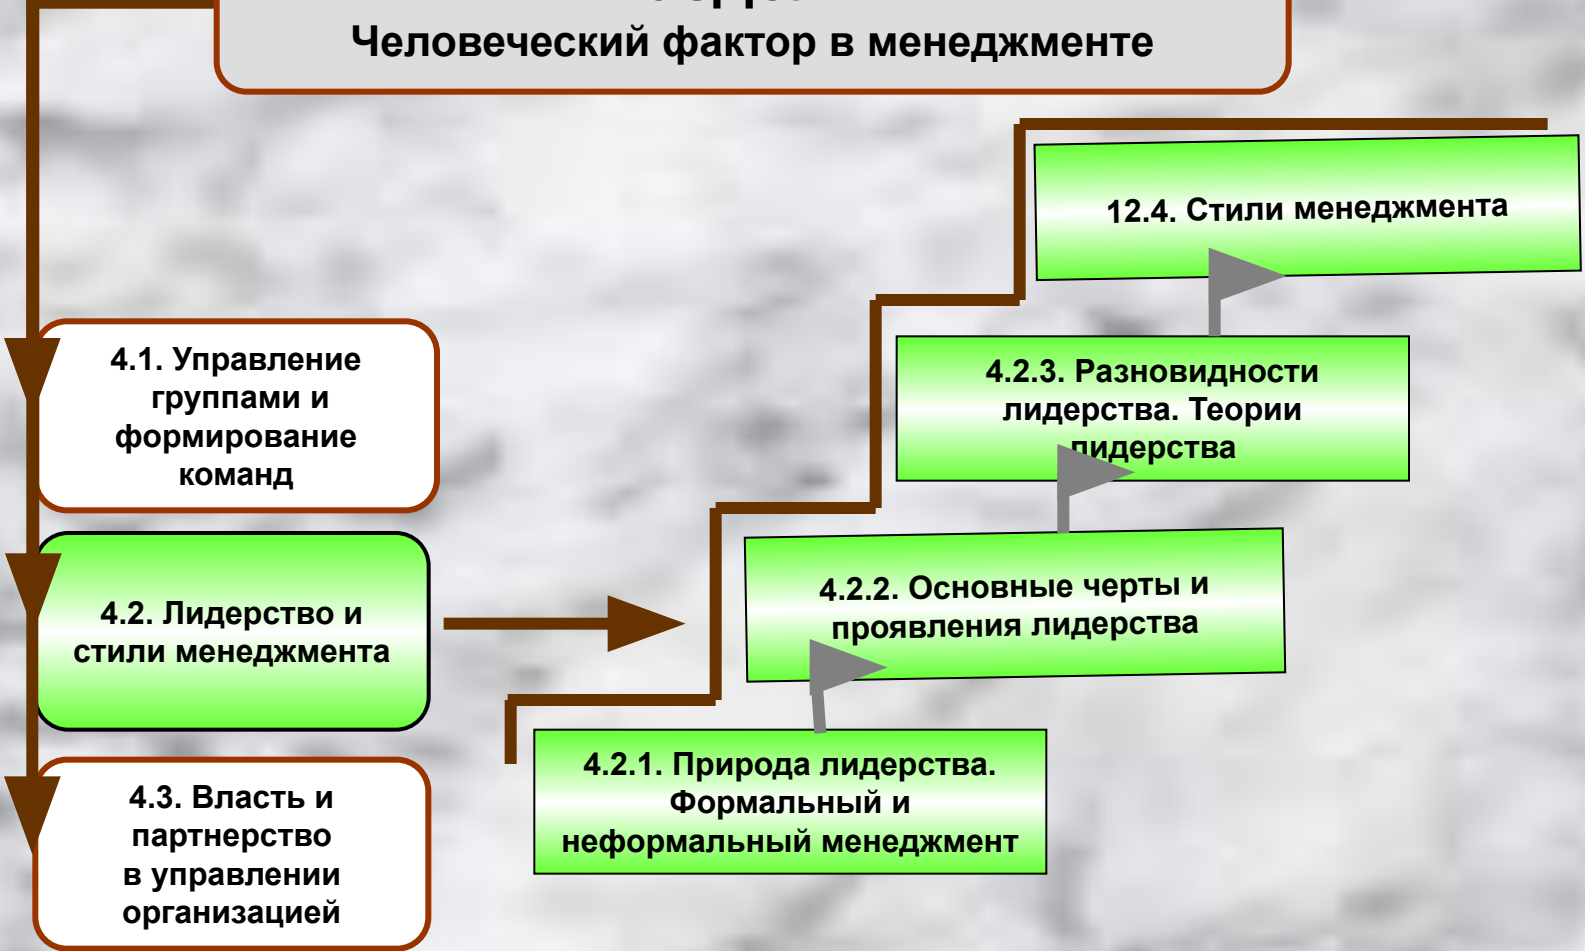 Человеческий фактор в менеджменте
12.4. Стили менеджмента
4.1. Управление
группами и
формирование
команд
4.2.3. Разновидности
лидерства. Теории
лидерства
4.2. Лидерство и
стили менеджмента
4.2.2. Основные черты и
проявления лидерства
4.3. Власть и
партнерство
в управлении
организацией
4.2.1. Природа лидерства.
Формальный и
неформальный менеджмент